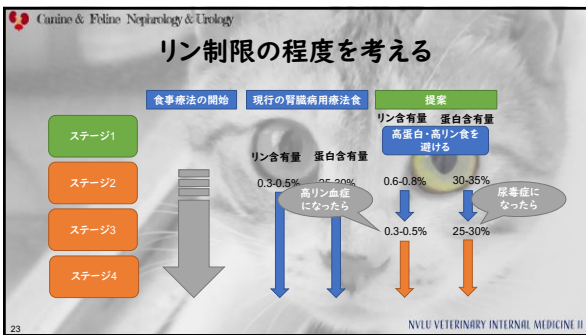 Canine & Feline Nephrology & Urology
リン制限の程度を考える
食事療法の開始
現行の腎臓病用療法食
提案
リン含有量 蛋白含有量
高蛋白・高リン食を
避ける
ステージ1
リン含有量 蛋白含有量
ステージ2
0.3-0.5%
0.6-0.8%
30-35%
高リン血症
になったら
尿毒症に
なったら
ステージ3
0.3-0.5%
25-30%
ステージ4
23
NVLU VETERINARY INTERNAL MEDICINE II